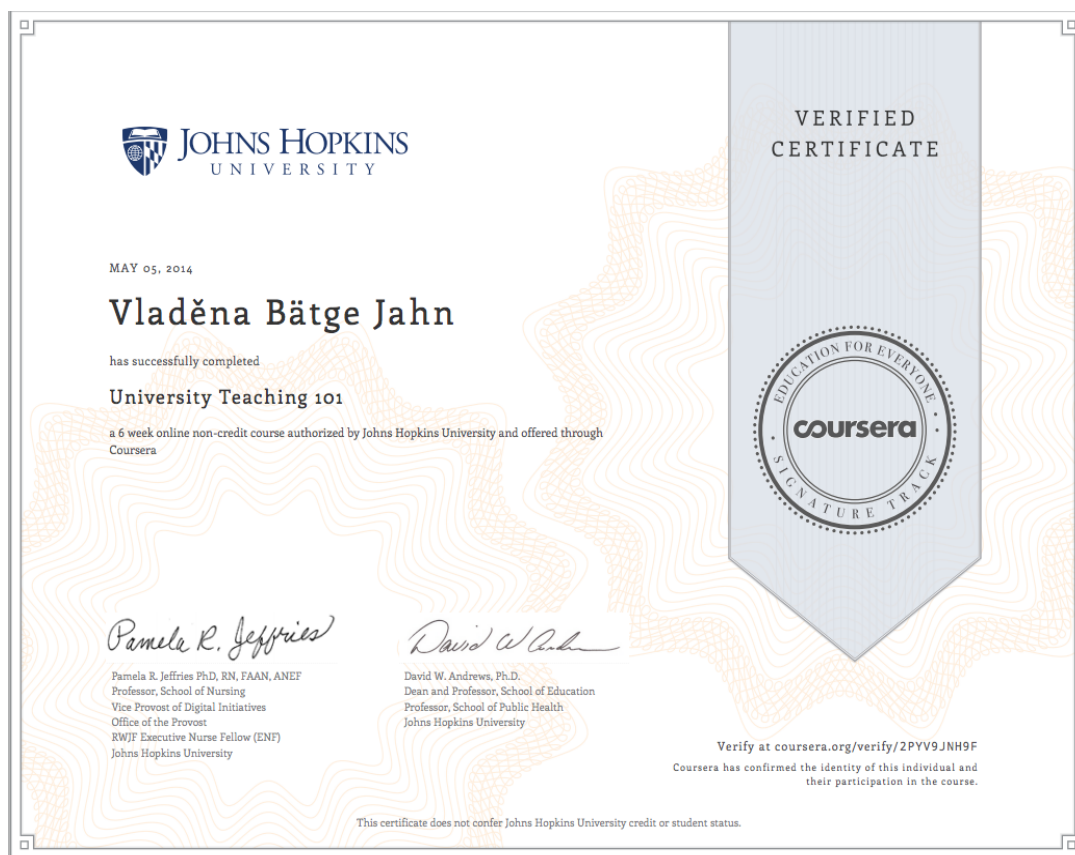 JOHNS HOPKINS
UNIVERSITY
VERIFIED
CERTIFICATE
MAY 05, 2014
Vladěna Bätge Jahn
has successfully completed
University Teaching 101
a 6 week online non-credit course authorized by Johns Hopkins University and offered through
Coursera
EDUCATION FOR EVERYONE
coursera
SIGNATURE TRACK
Pamela R. Jeffries
David W Andrews
Pamela R. Jeffries PhD, RN, FAAN, ANEF
Professor, School of Nursing
Vice Provost of Digital Initiatives
Office of the Provost
RWJF Executive Nurse Fellow (ENF)
Johns Hopkins University
David W. Andrews, Ph.D.
Dean and Professor, School of Education
Professor, School of Public Health
Johns Hopkins University
Verify at coursera.org/verify/2PYV9JNH9F
Coursera has confirmed the identity of this individual and
their participation in the course.
This certificate does not confer Johns Hopkins University credit or student status.